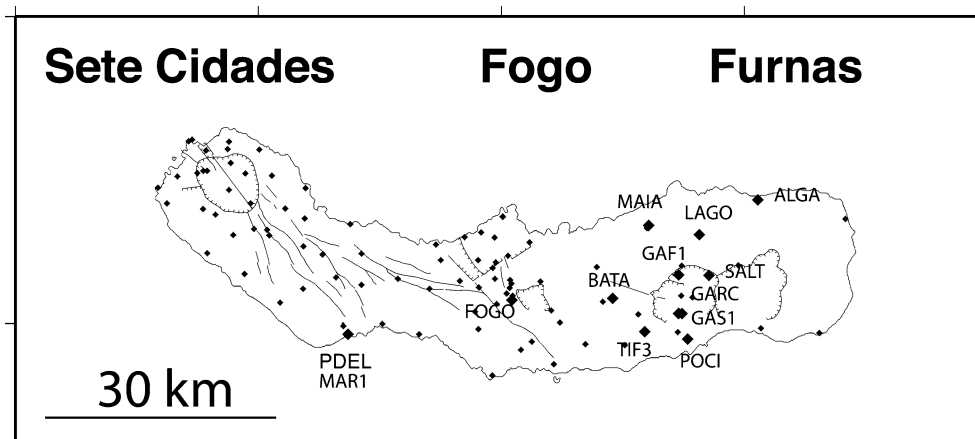 Sete Cidades
Fogo
Furnas
MAIA
LAGO
ALGA
GAF1
SALT
BATA
GARC
FOGO
GAS1
TIF3
POCI
PDEL
MAR1
30 km